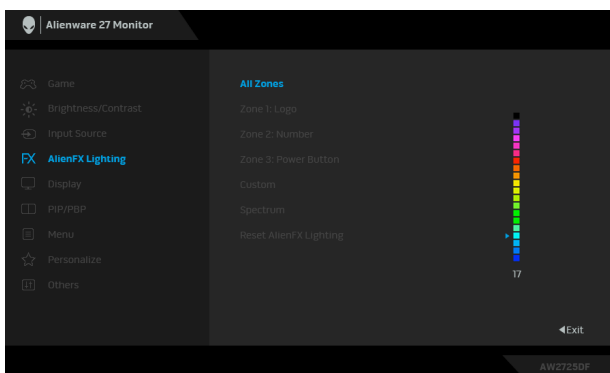 Alienware 27 Monitor
Game
Brightness/Contrast
Input Source
FX AlienFX Lighting
Display
PIP/PBP
Menu
Personalize
Others
All Zones
Zone 1: Logo
Zone 2: Number
Zone 3: Power Button
Custom
Spectrum
Reset AlienFX Lighting
17
Exit
AW2725DF